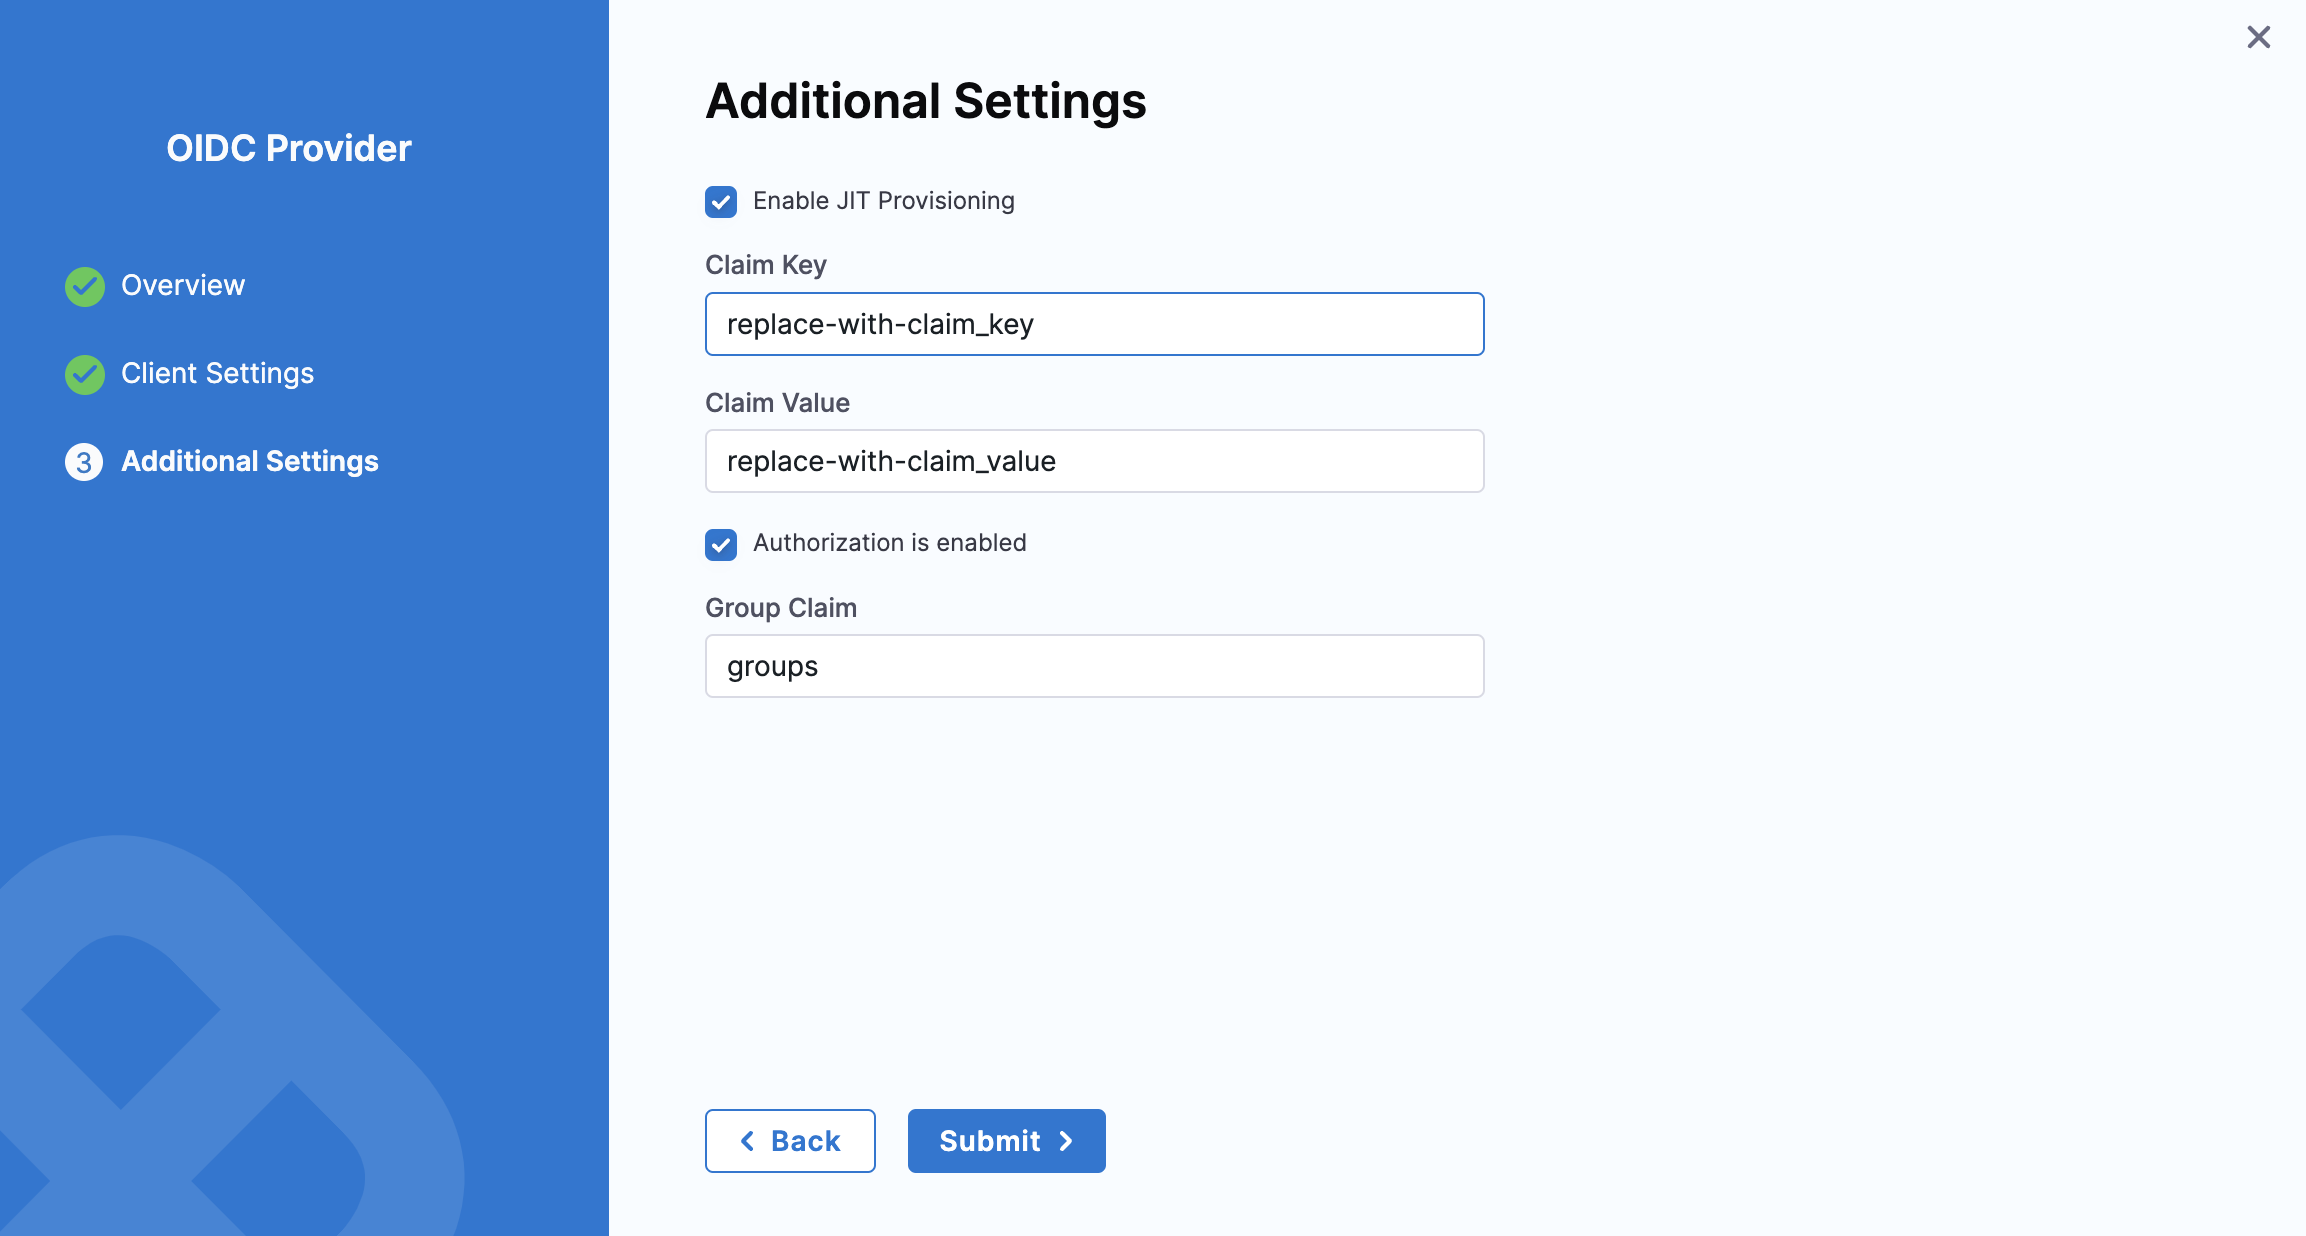 OIDC Provider
Overview
Client Settings
3 Additional Settings
Additional Settings
Enable JIT Provisioning
Claim Key
replace-with-claim_key
Claim Value
replace-with-claim_value
Authorization is enabled
Group Claim
groups
Back
Submit